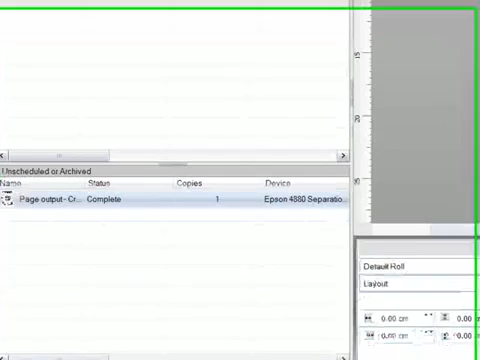 15
20
Unscheduled or Archived
Name Status Copies Device
Page output - Cr... Complete 1 Epson 4880 Separatio...
Default Roll
Layout
0.00 cm 0.00
0.00 cm 0.00